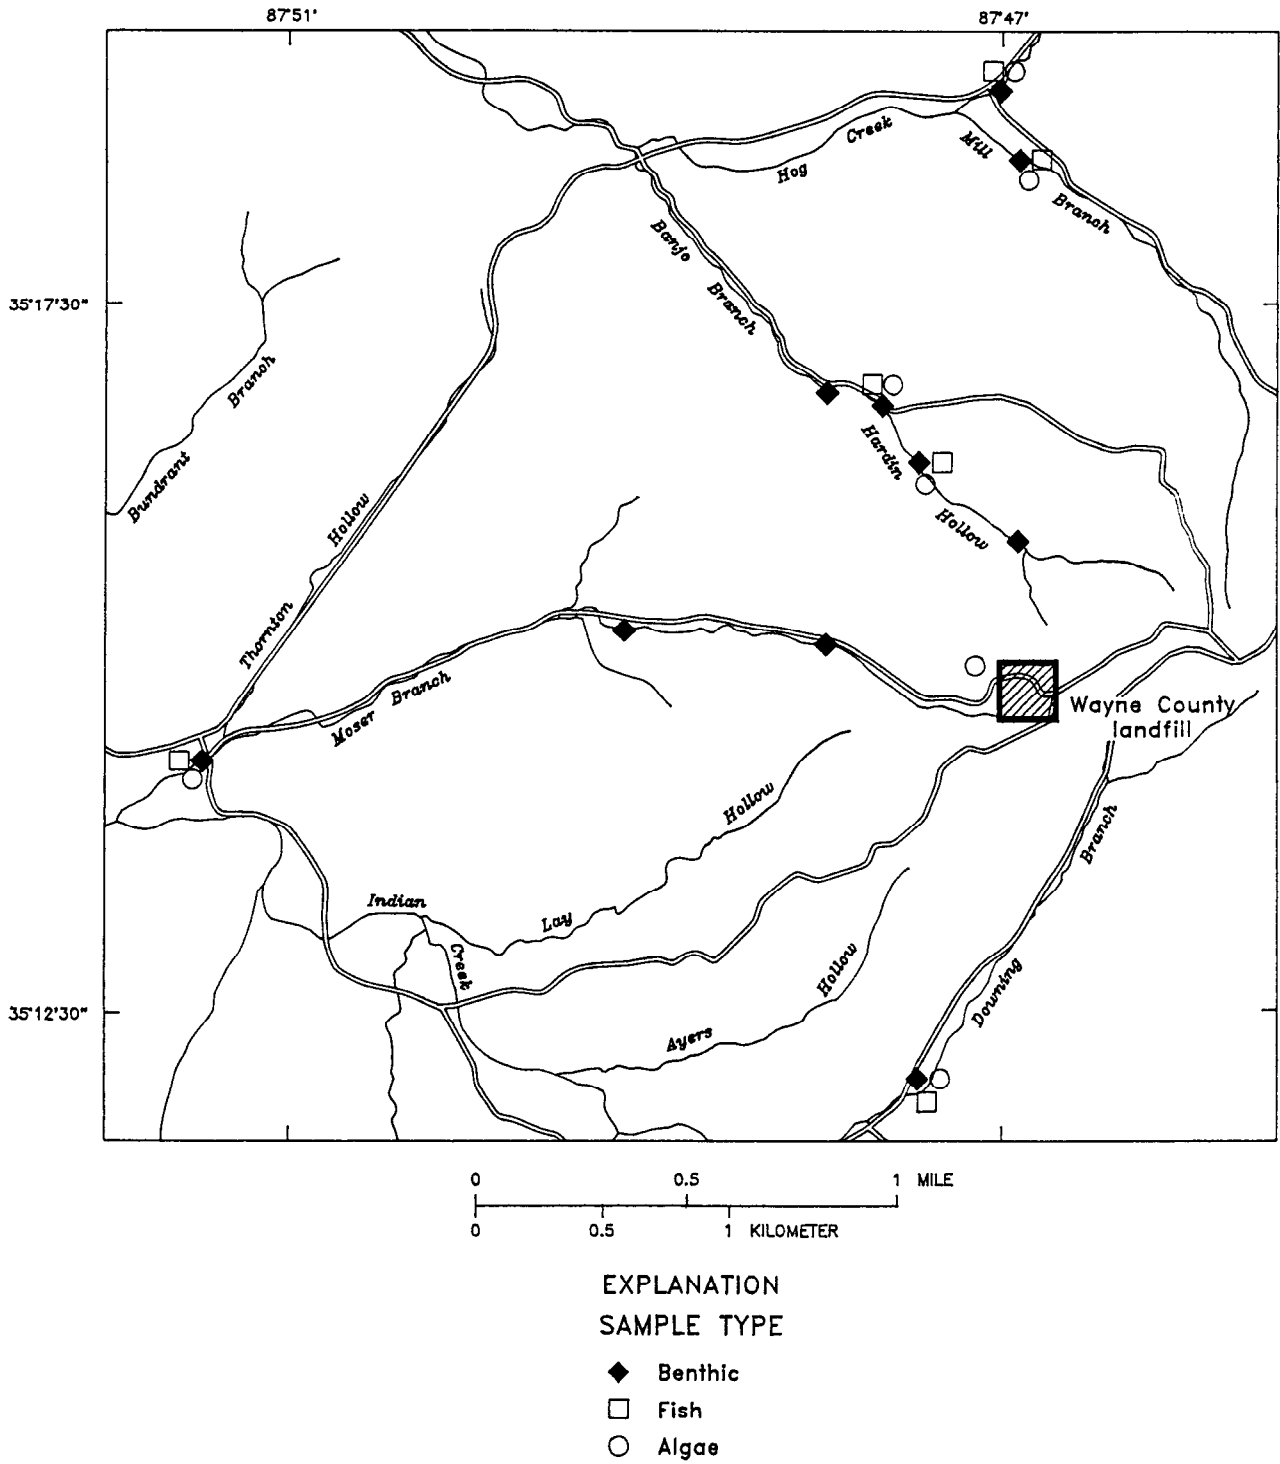 87°51'
87°47'
Creek
Hog
Mill
Branch
Banjo
Branch
35°17'30"
Branch
Bundrant
Hardin
Hollow
Hollow
Thornton
Moser Branch
Wayne County
landfill
Hollow
Branch
Indian
Lay
Creek
Hollow
Downing
35°12'30"
Ayers
0 0.5 1 MILE
0 0.5 1 KILOMETER
EXPLANATION
SAMPLE TYPE
Benthic
Fish
Algae